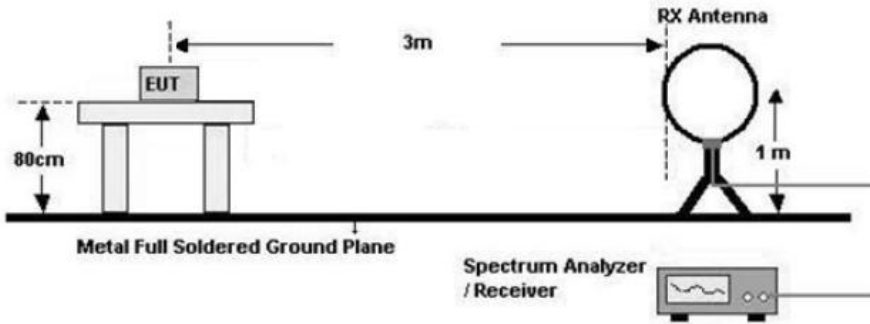 RX Antenna
3m
EUT
80cm
1 m
Metal Full Soldered Ground Plane
Spectrum Analyzer
/ Receiver